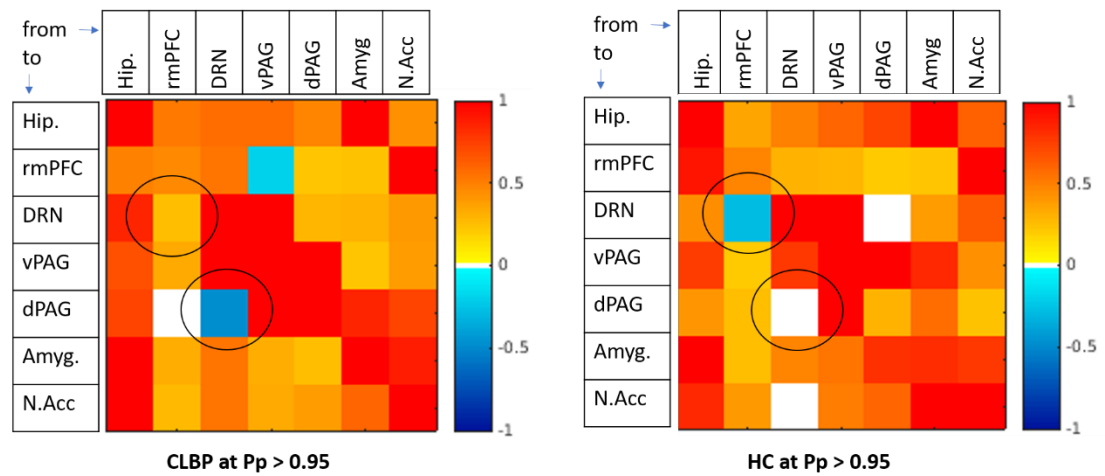 from
to
Hip.
rmPFC
DRN
vPAG
dPAG
Amyg
N.Acc
Hip.
rmPFC
DRN
vPAG
dPAG
Amyg.
N.Acc
1
0.5
0
-0.5
-1
CLBP at Pp > 0.95
from
to
Hip.
rmPFC
DRN
vPAG
dPAG
Amyg
N.Acc
Hip.
rmPFC
DRN
vPAG
dPAG
Amyg.
N.Acc
1
0.5
0
-0.5
-1
HC at Pp > 0.95